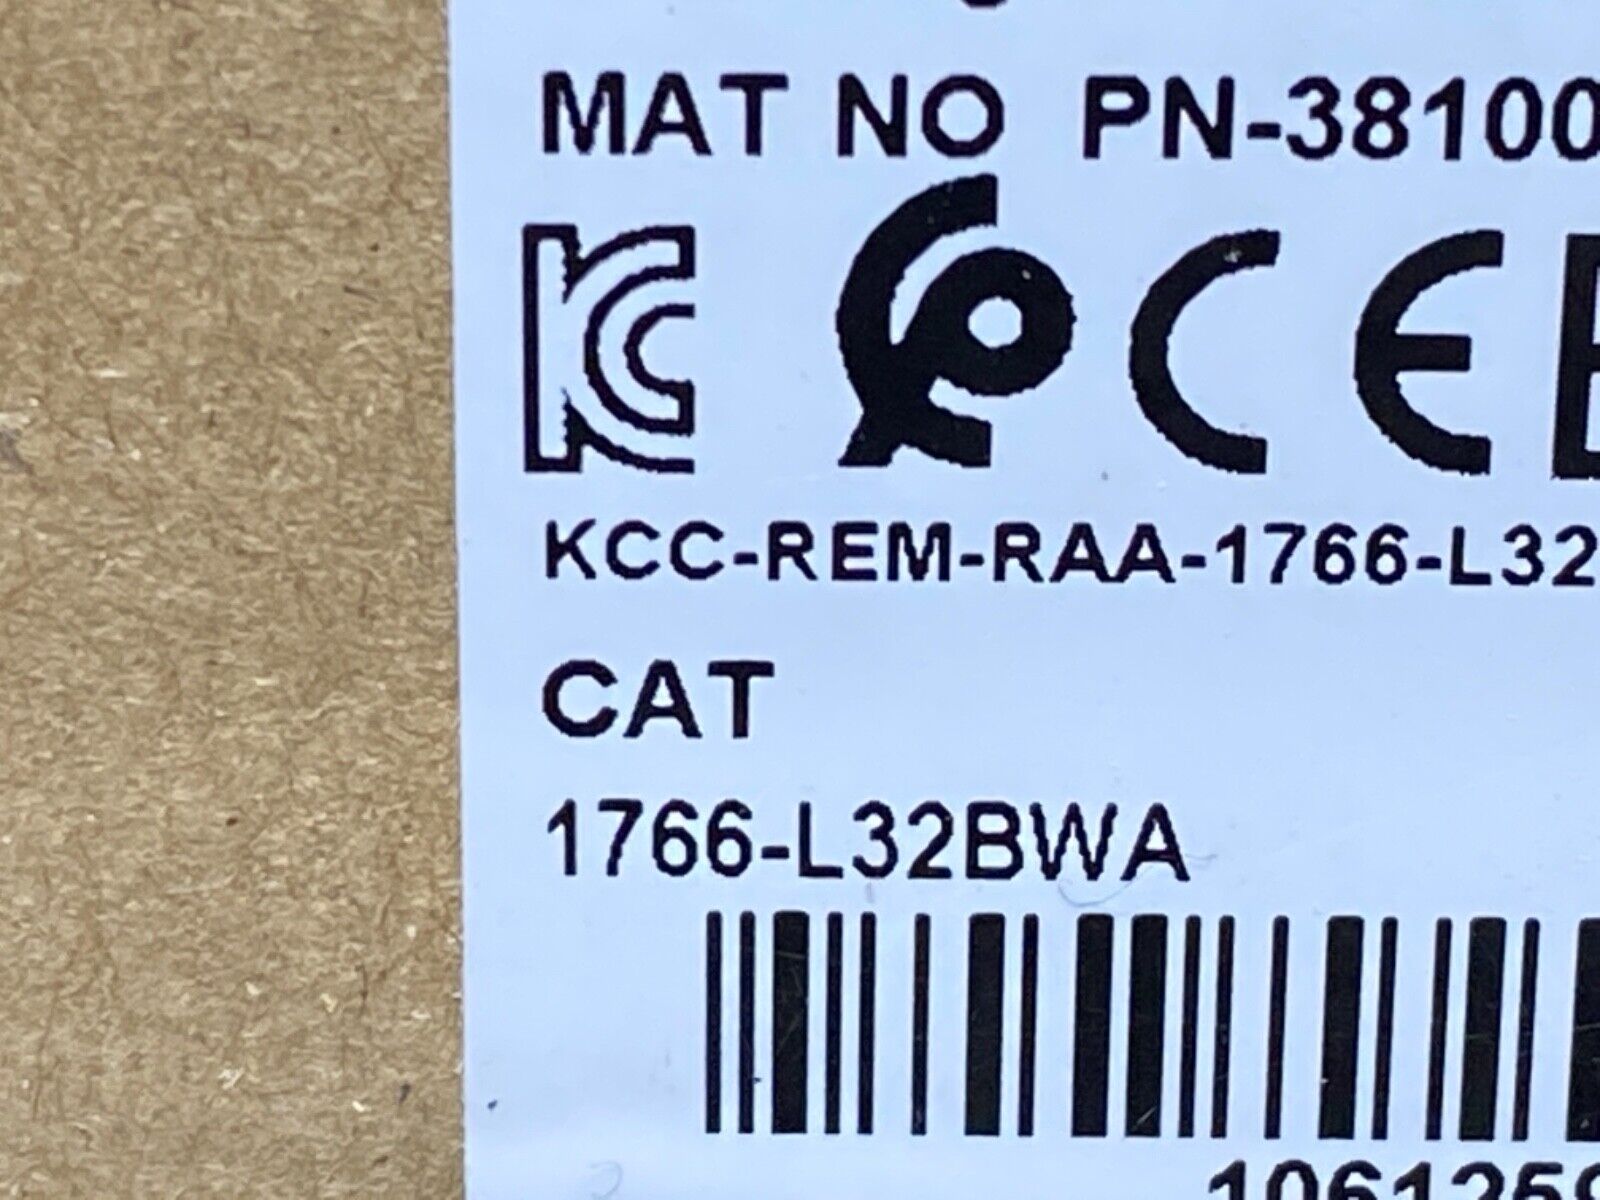 MAT NO PN-38100
KCC-REM-RAA-1766-L32
CAT
1766-L32BWA